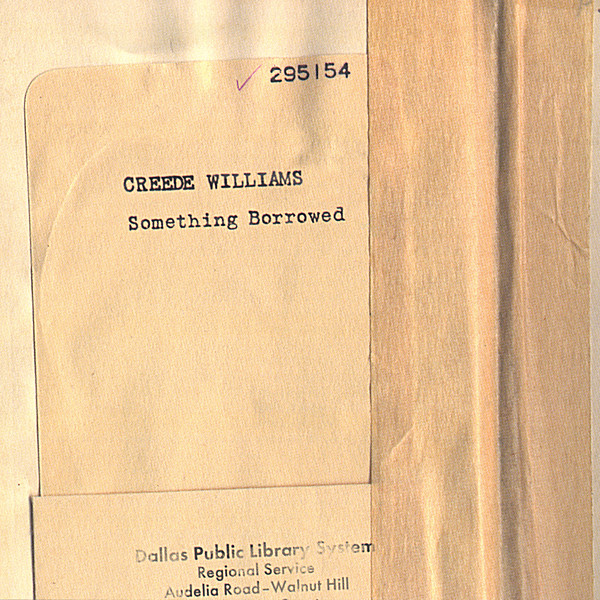 295154
CREEDE WILLIAMS
Something Borrowed
Dallas Public Library System
Regional Service
Audelia Road-Walnut Hill